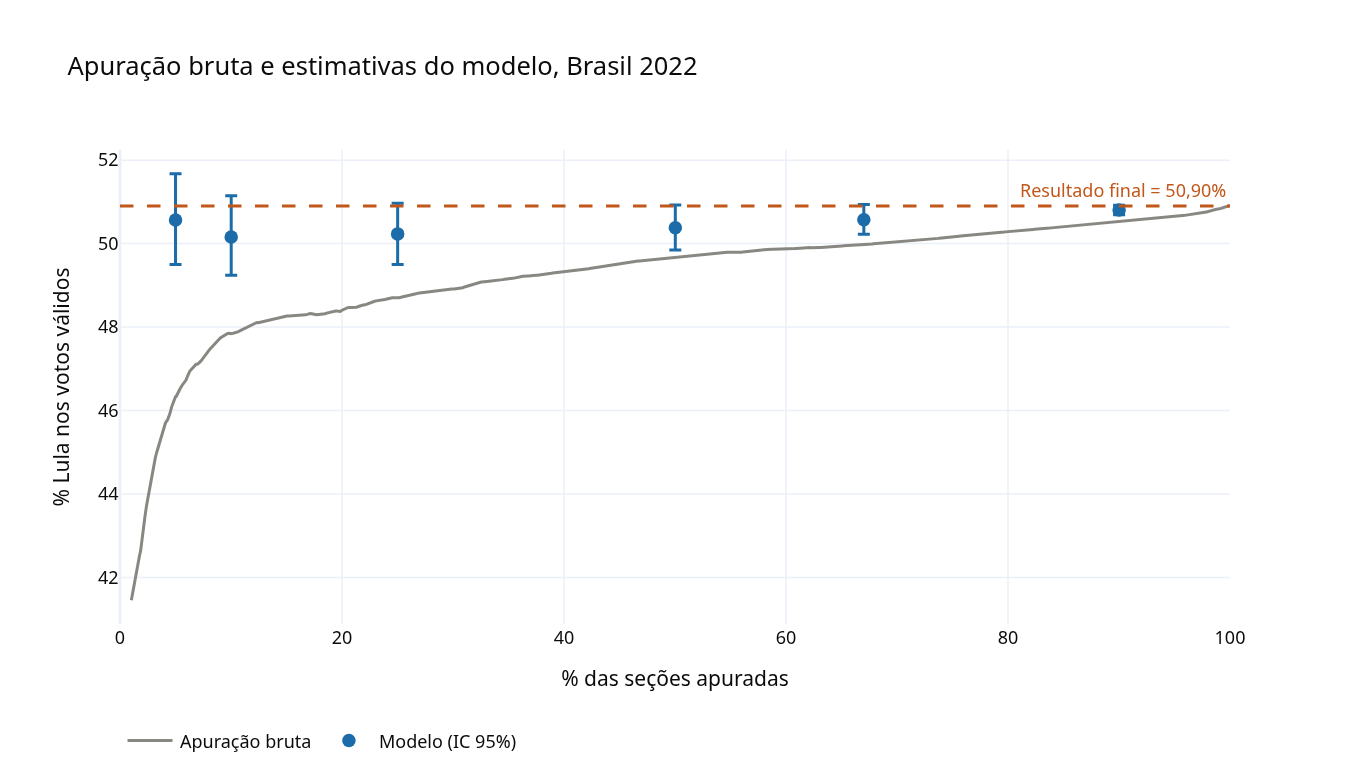 Apuração bruta e estimativas do modelo, Brasil 2022
% Lula nos votos válidos
52
50
48
46
44
42
Resultado final = 50,90%
0
20
40
60
80
100
% das seções apuradas
Apuração bruta
Modelo (IC 95%)